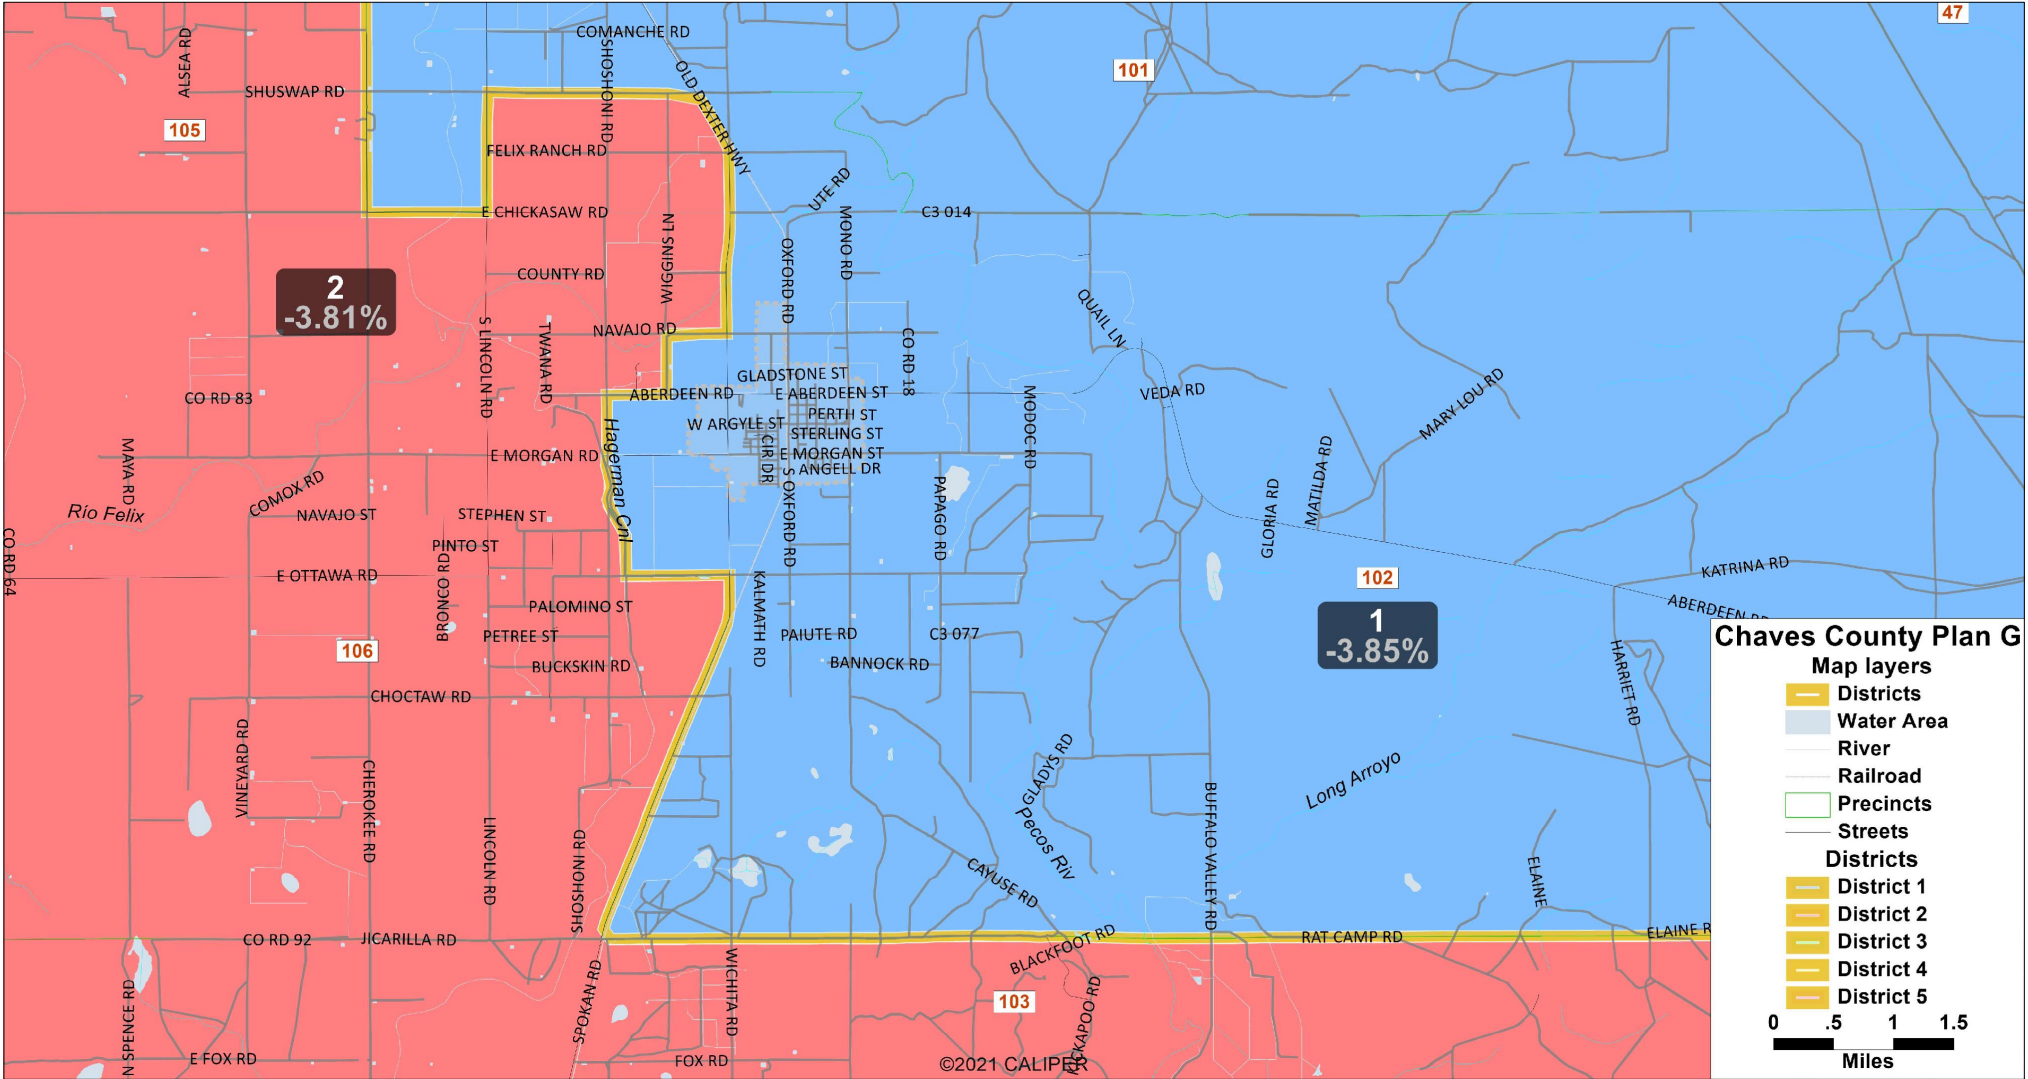 47
COMANCHE RD
ALSEA RD
SHOSHONI RD
OLD DEXTER HWY
101
SHUSWAP RD
105
FELIX RANCH RD
UTE RD
E CHICKASAW RD
C3 014
WIGGINS LN
MONO RD
OXFORD RD
COUNTY RD
2
-3.81%
QUAIL LN
S LINCOLN RD
TWANA RD
NAVAJO RD
CO RD 18
GLADSTONE ST
CO RD 83
ABERDEEN RD
E ABERDEEN ST
MODOC RD
VEDA RD
MARY LOU RD
PERTH ST
W ARGYLE ST
STERLING ST
Hagerman Cnl
CIR DR
MAYA RD
E MORGAN RD
E MORGAN ST
ANGELL DR
MATILDA RD
GLORIA RD
COMOX RD
Río Felix
NAVAJO ST
STEPHEN ST
S OXFORD RD
PAPAGO RD
PINTO ST
CO RD 64
E OTTAWA RD
BRONCO RD
KATRINA RD
102
KALMATH RD
PALOMINO ST
ABERDEEN RD
1
-3.85%
PETREE ST
PAIUTE RD
C3 077
106
BUCKSKIN RD
BANNOCK RD
HARRIET RD
CHOCTAW RD
VINEYARD RD
CHEROKEE RD
GLADYS RD
Long Arroyo
LINCOLN RD
SHOSHONI RD
Pecos Riv
BUFFALO VALLEY RD
CAYUSE RD
ELAINE
CO RD 92
JICARILLA RD
BLACKFOOT RD
RAT CAMP RD
ELAINE R
N SPENCE RD
SPOKAN RD
WICHITA RD
103
KICKAPOO RD
E FOX RD
FOX RD
©2021 CALIPER
Chaves County Plan G
Map layers
Districts
Water Area
River
Railroad
Precincts
Streets
Districts
District 1
District 2
District 3
District 4
District 5
0 .5 1 1.5
Miles